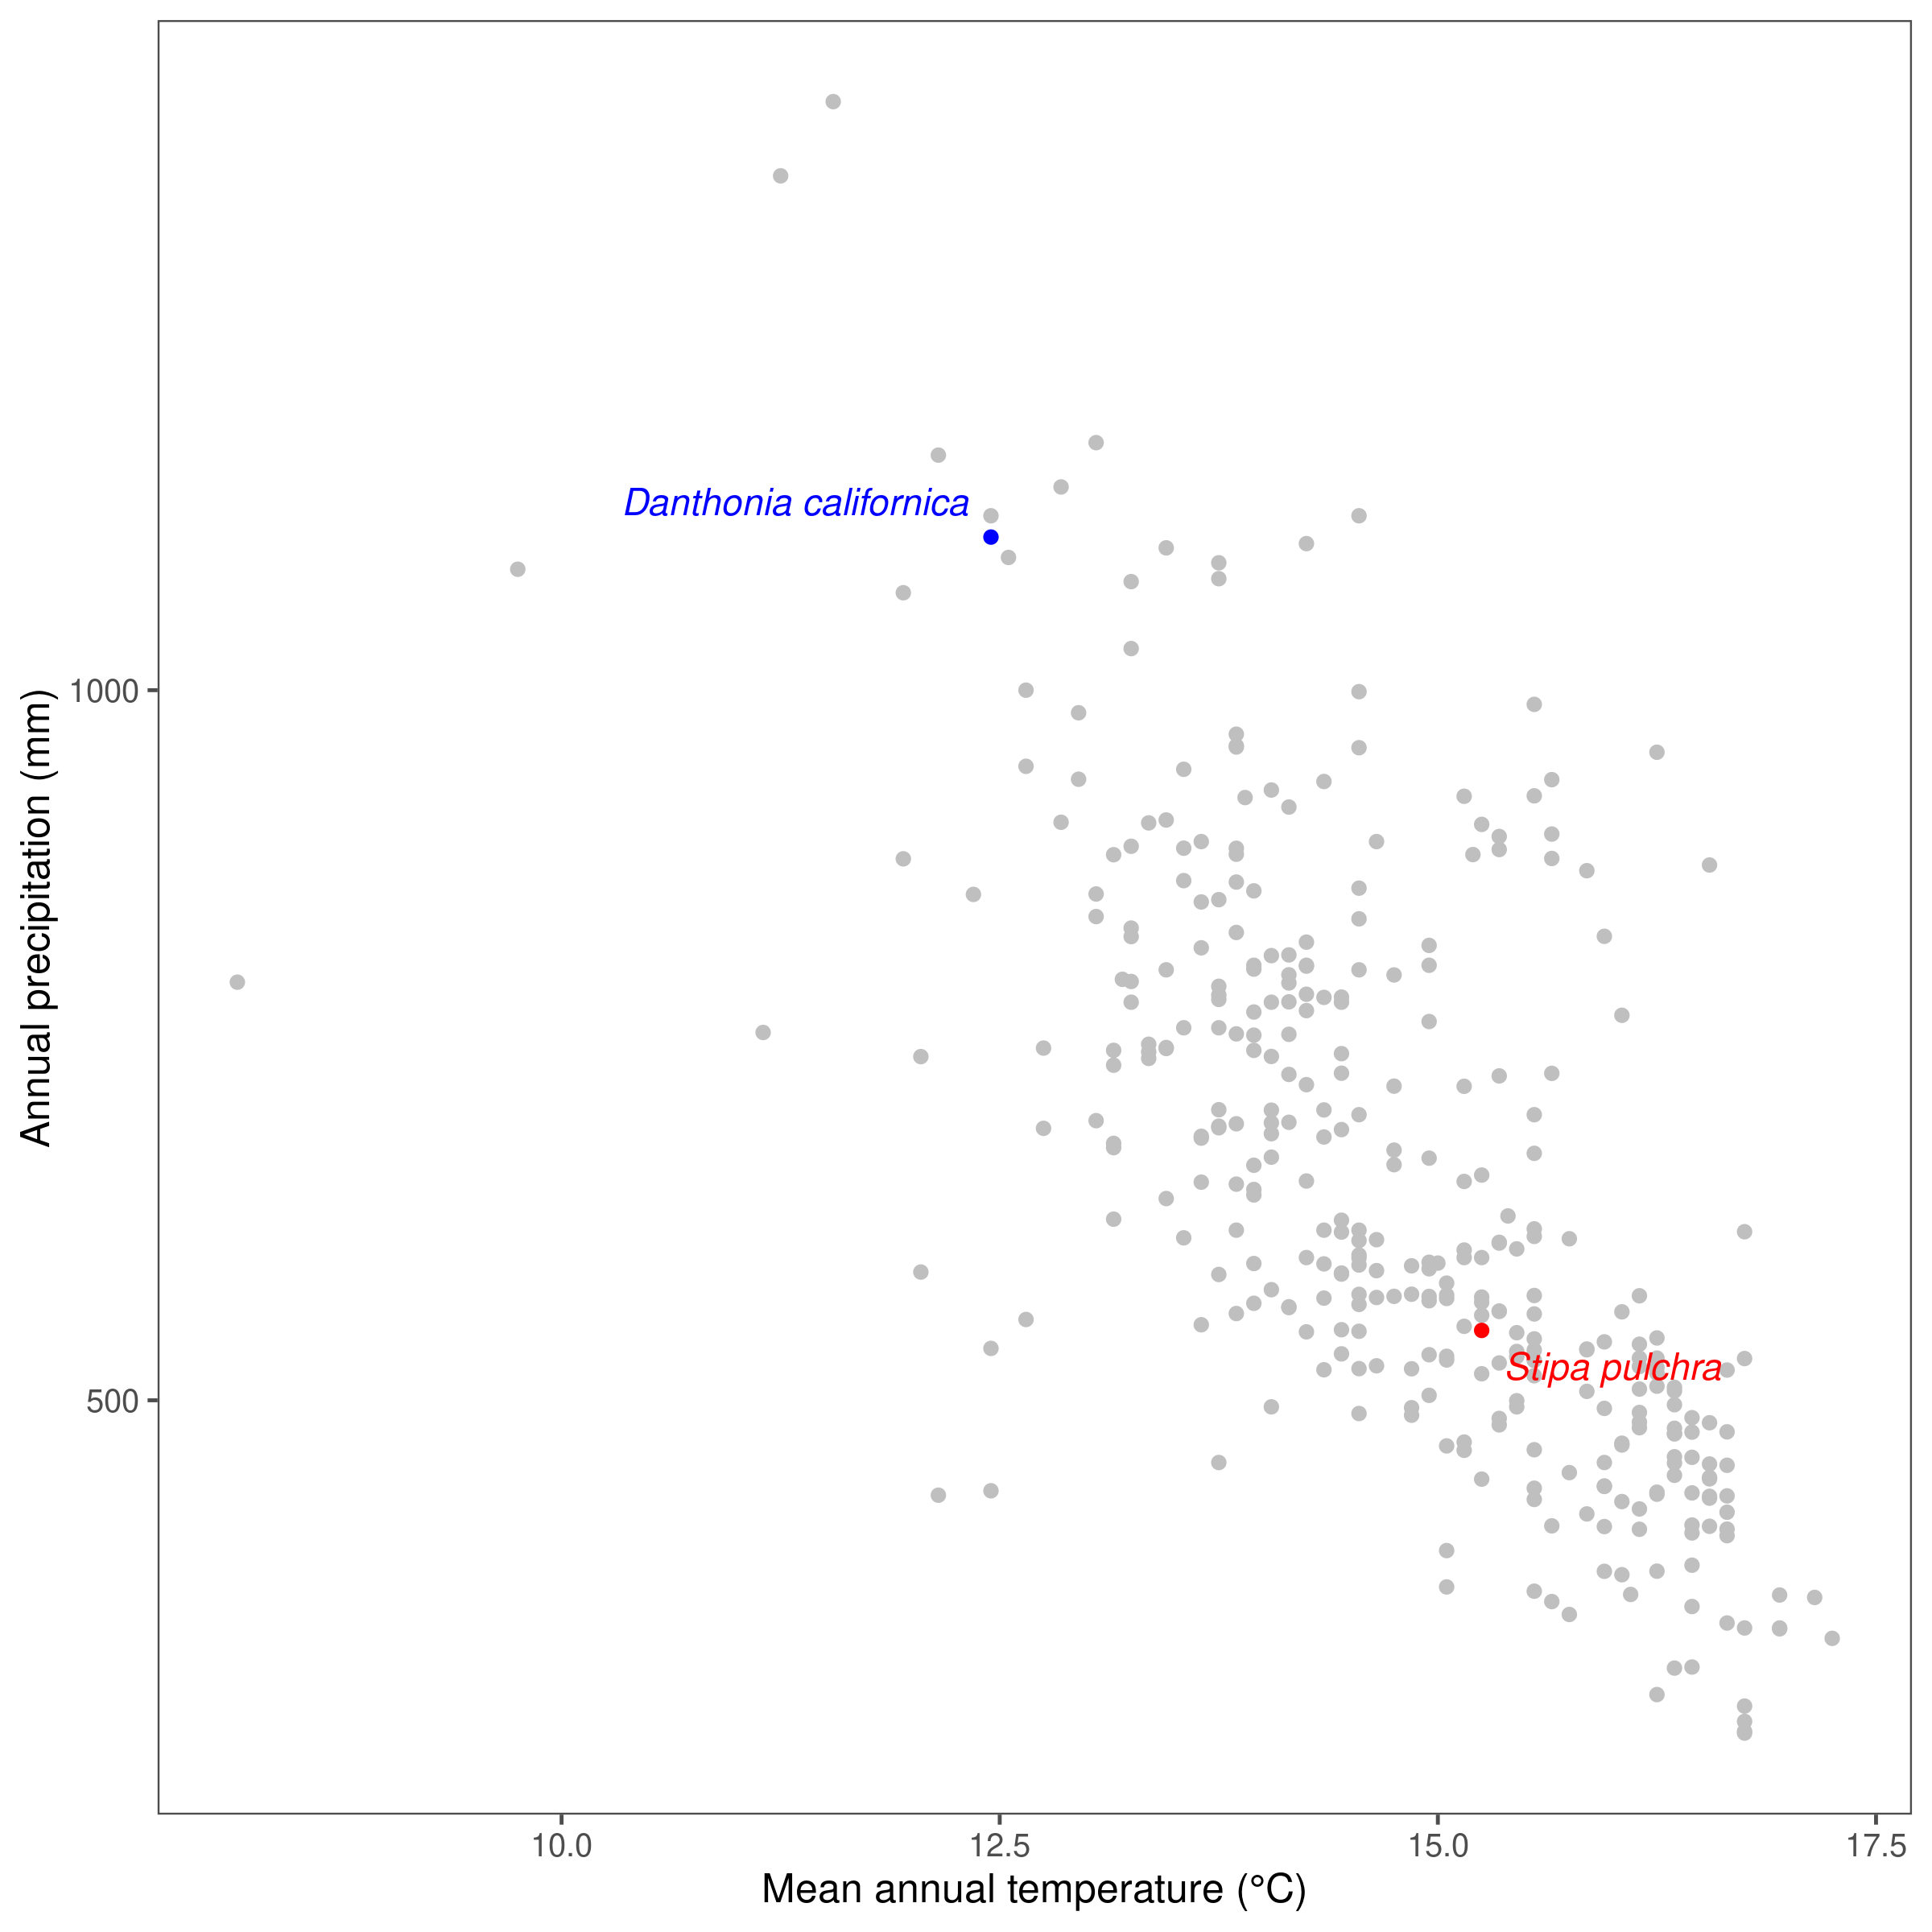 Danthonia californica
1000
Annual precipitation (mm)
Stipa pulchra
500
10.0
12.5
15.0
17.5
Mean annual temperature (°C)